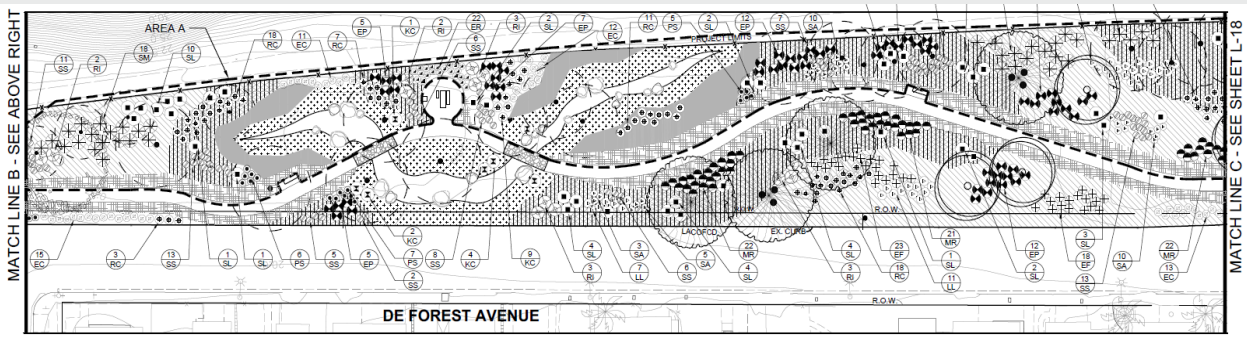 MATCH LINE B - SEE ABOVE RIGHT
AREA A
11 SS
2 RI
18 SM
10 SL
18 RC
11 EC
7 RC
5 EP
1 KC
2 RI
22 ER
6 SS
3 RI
2 SL
7 EP
12 EC
11 RC
5 PS
2 SL
12 EP
7 SS
10 SA
PROJECT LIMITS
R.O.W.
LACOFCD
EX. CURB
15 EC
3 RC
13 SS
1 SL
1 SL
6 PS
5 SS
5 EP
2 KC
7 PS
2 SS
8 SS
4 KC
9 KC
4 SL
3 RI
3 SA
7 LL
6 SS
5 SA
22 MR
4 SL
4 SL
3 RI
23 EF
18 RC
21 MR
1 SL
11 LL
12 EP
2 SL
3 SL
18 EF
13 SS
10 SA
22 MR
13 EC
R.O.W.
DE FOREST AVENUE
MATCH LINE C - SEE SHEET L-18